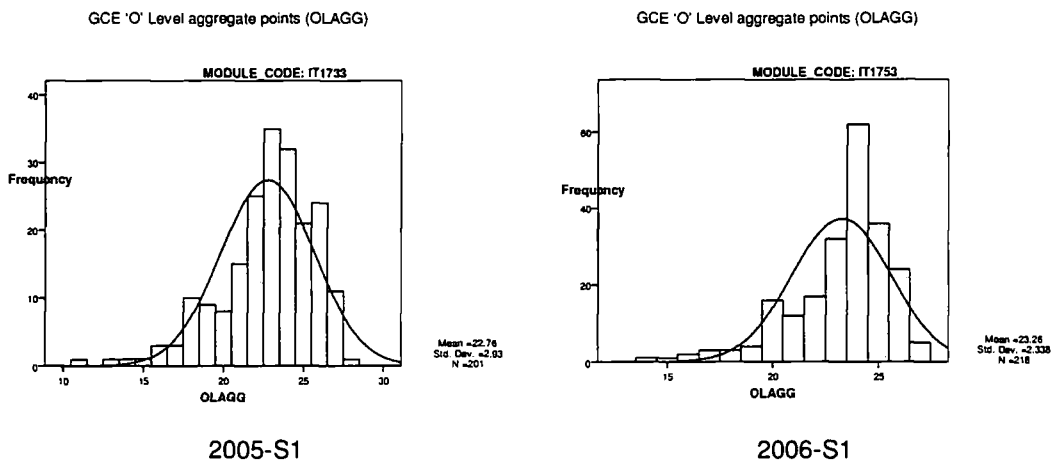 GCE ‘O’ Level aggregate points (OLAGG)
MODULE_CODE: IT1733
40
30
Frequency
20
10
0
10 15 20 25 30
OLAGG
Mean =22.76
Std. Dev. =2.93
N =201
2005-S1
GCE ‘O’ Level aggregate points (OLAGG)
MODULE_CODE: IT1753
60
Frequency
40
20
0
15 20 25
OLAGG
Mean =23.26
Std. Dev. =2.338
N =218
2006-S1